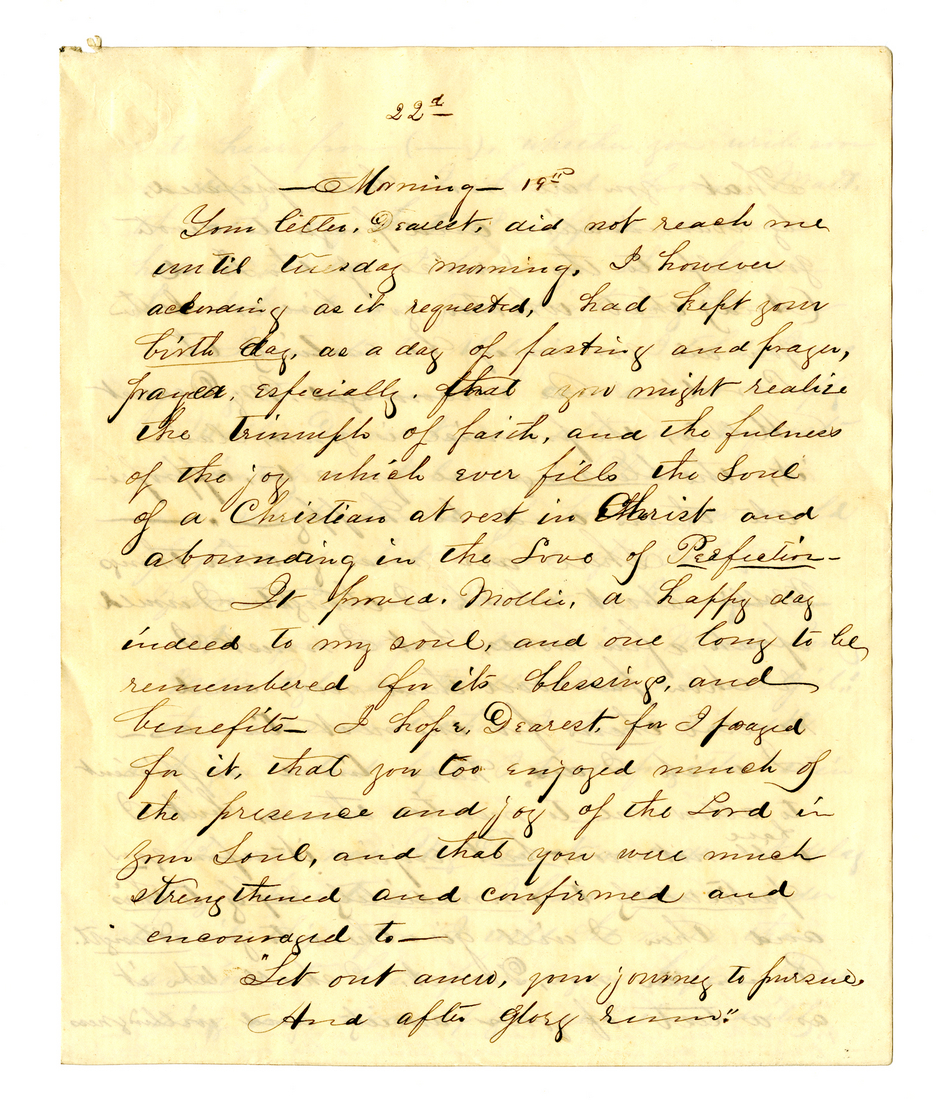 22d
— Morning — 19th
Your letter, Dearest, did not reach me
until tuesday morning. I however
according as it requested, had kept your
birth day, as a day of fasting and prayer,
prayed, especially, that you might realize
the triumph of faith, and the fulness
of the joy which ever fills the Soul
of a Christian at rest in Christ and
abounding in the Love of Perfection —
It proved, Mollie, a happy day
indeed to my soul, and one long to be
remembered for its blessings, and
benefits — I hope, Dearest, for I prayed
for it, that you too enjoyed much of
the presence and joy of the Lord in
your Soul, and that you were much
strengthened and confirmed and
encouraged to —
"Set out anew, your journey to pursue,
And after glory run".